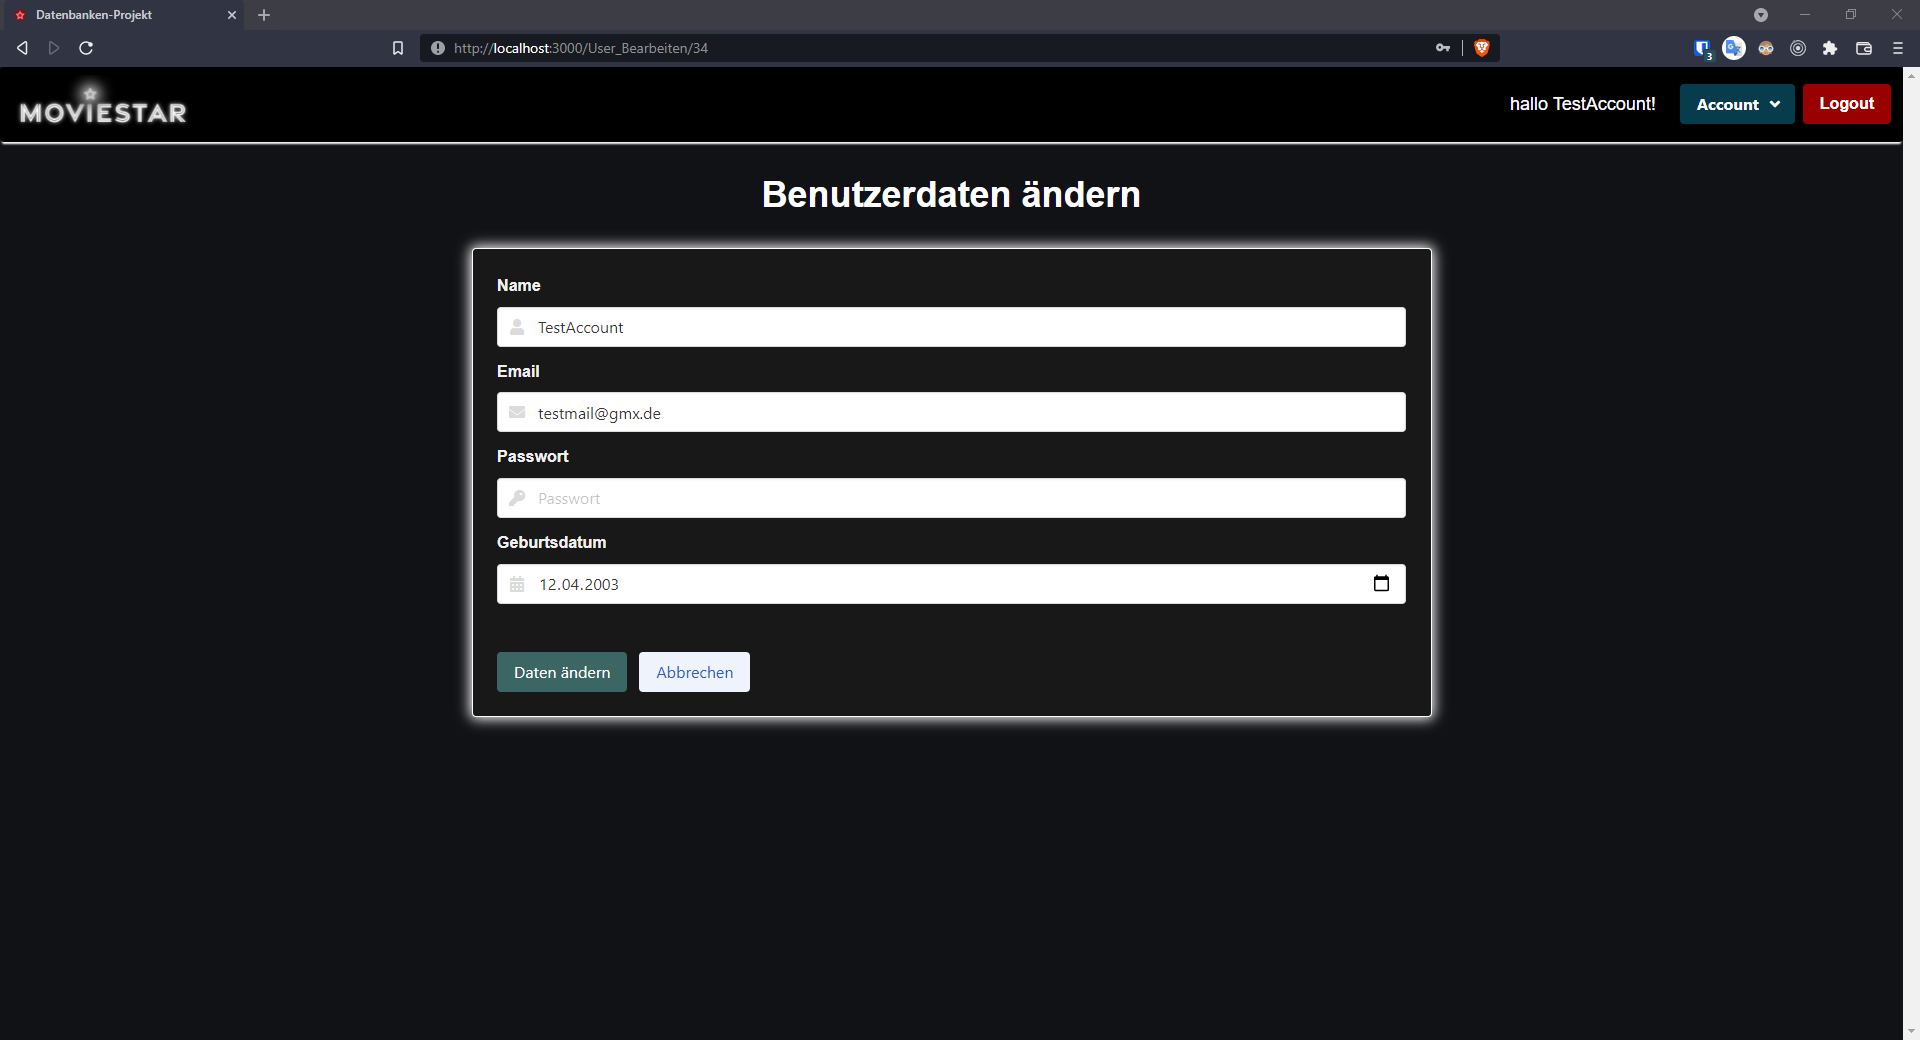 Datenbanken-Projekt
http://localhost:3000/User_Bearbeiten/34
3
MOVIESTAR
hallo TestAccount!
Account
Logout
Benutzerdaten ändern
Name
TestAccount
Email
testmail@gmx.de
Passwort
Passwort
Geburtsdatum
12.04.2003
Daten ändern
Abbrechen